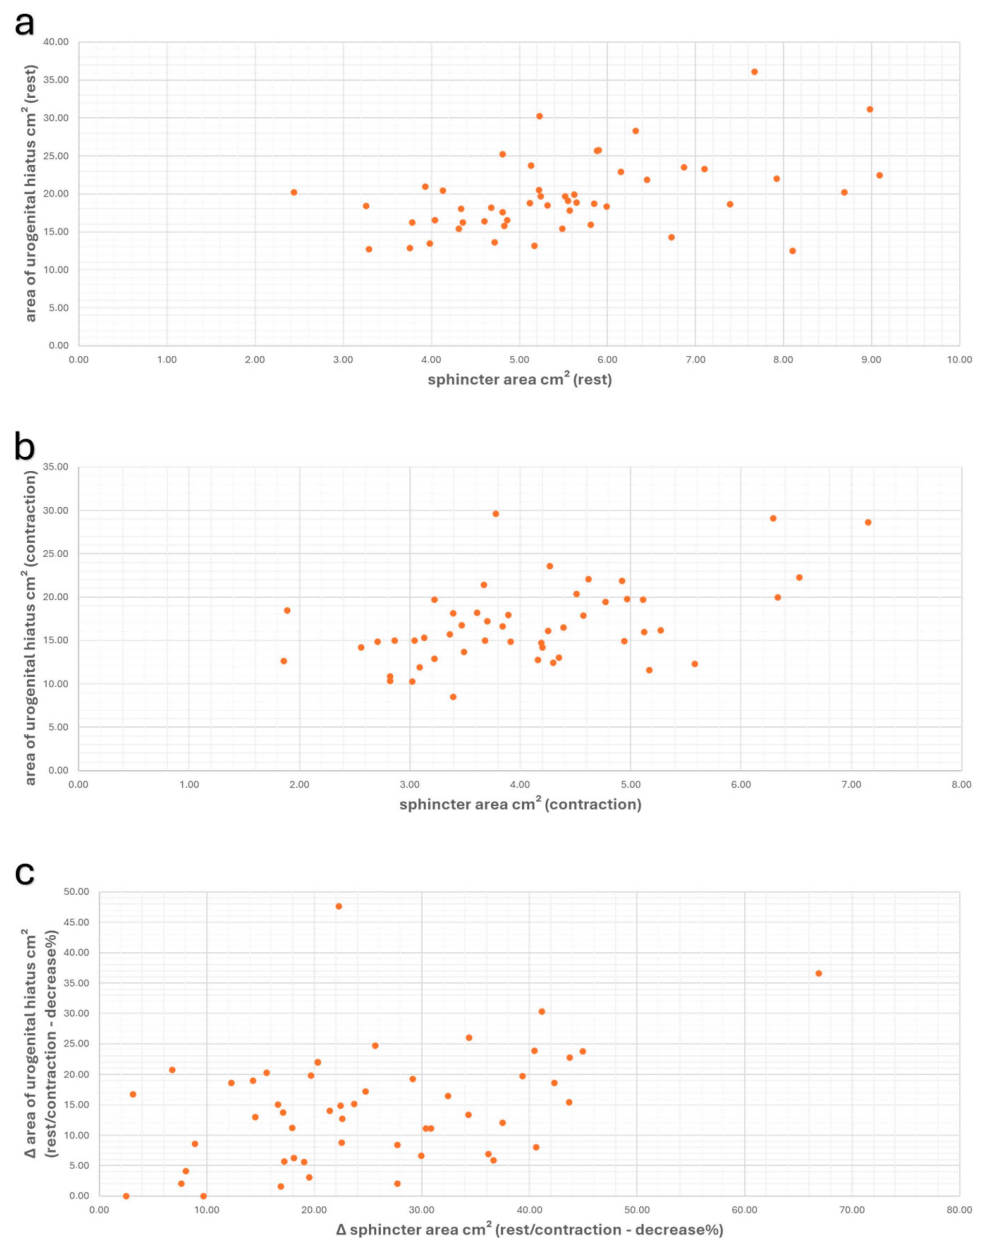 a
40.00
35.00
30.00
25.00
20.00
15.00
10.00
5.00
0.00
area of urogenital hiatus cm² (rest)
0.00 1.00 2.00 3.00 4.00 5.00 6.00 7.00 8.00 9.00 10.00
sphincter area cm² (rest)
b
35.00
30.00
25.00
20.00
15.00
10.00
5.00
0.00
area of urogenital hiatus cm² (contraction)
0.00 1.00 2.00 3.00 4.00 5.00 6.00 7.00 8.00
sphincter area cm² (contraction)
c
50.00
45.00
40.00
35.00
30.00
25.00
20.00
15.00
10.00
5.00
0.00
Δ area of urogenital hiatus cm²
(rest/contraction - decrease%)
0.00 10.00 20.00 30.00 40.00 50.00 60.00 70.00 80.00
Δ sphincter area cm² (rest/contraction - decrease%)